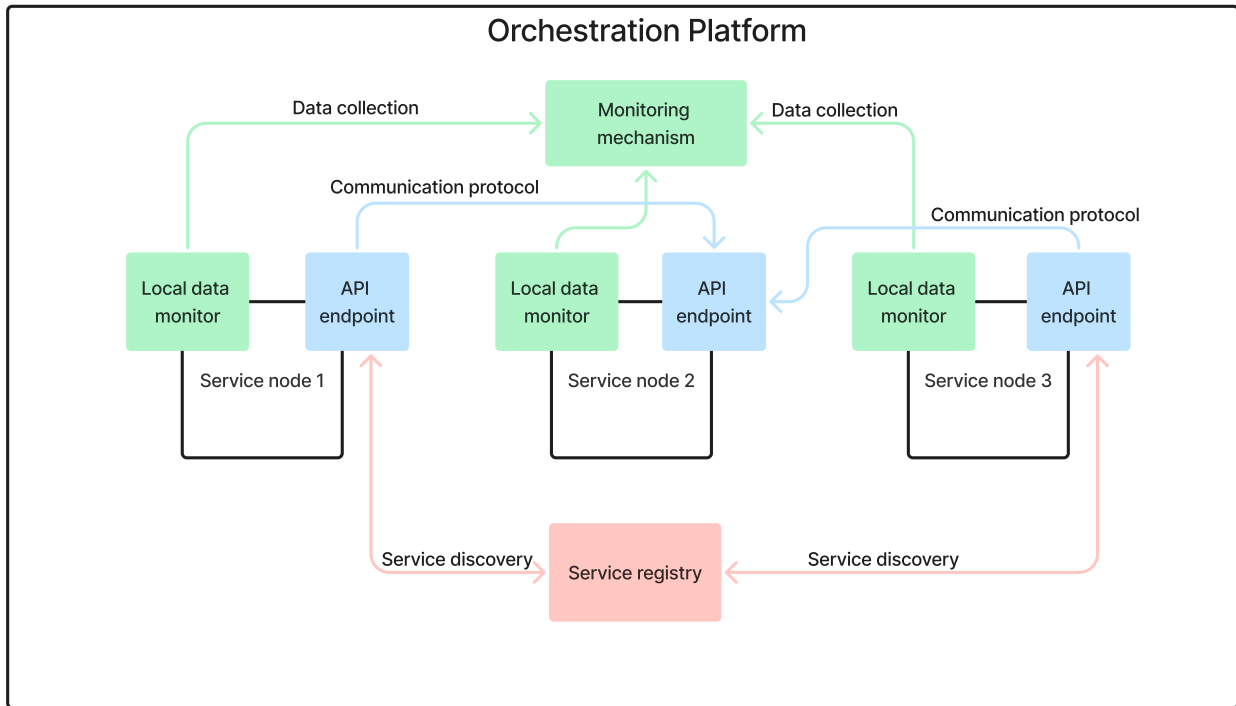 Orchestration Platform
Data collection
Monitoring
mechanism
Data collection
Communication protocol
Communication protocol
Local data
monitor
API
endpoint
Local data
monitor
API
endpoint
Local data
monitor
API
endpoint
Service node 1
Service node 2
Service node 3
Service discovery
Service registry
Service discovery